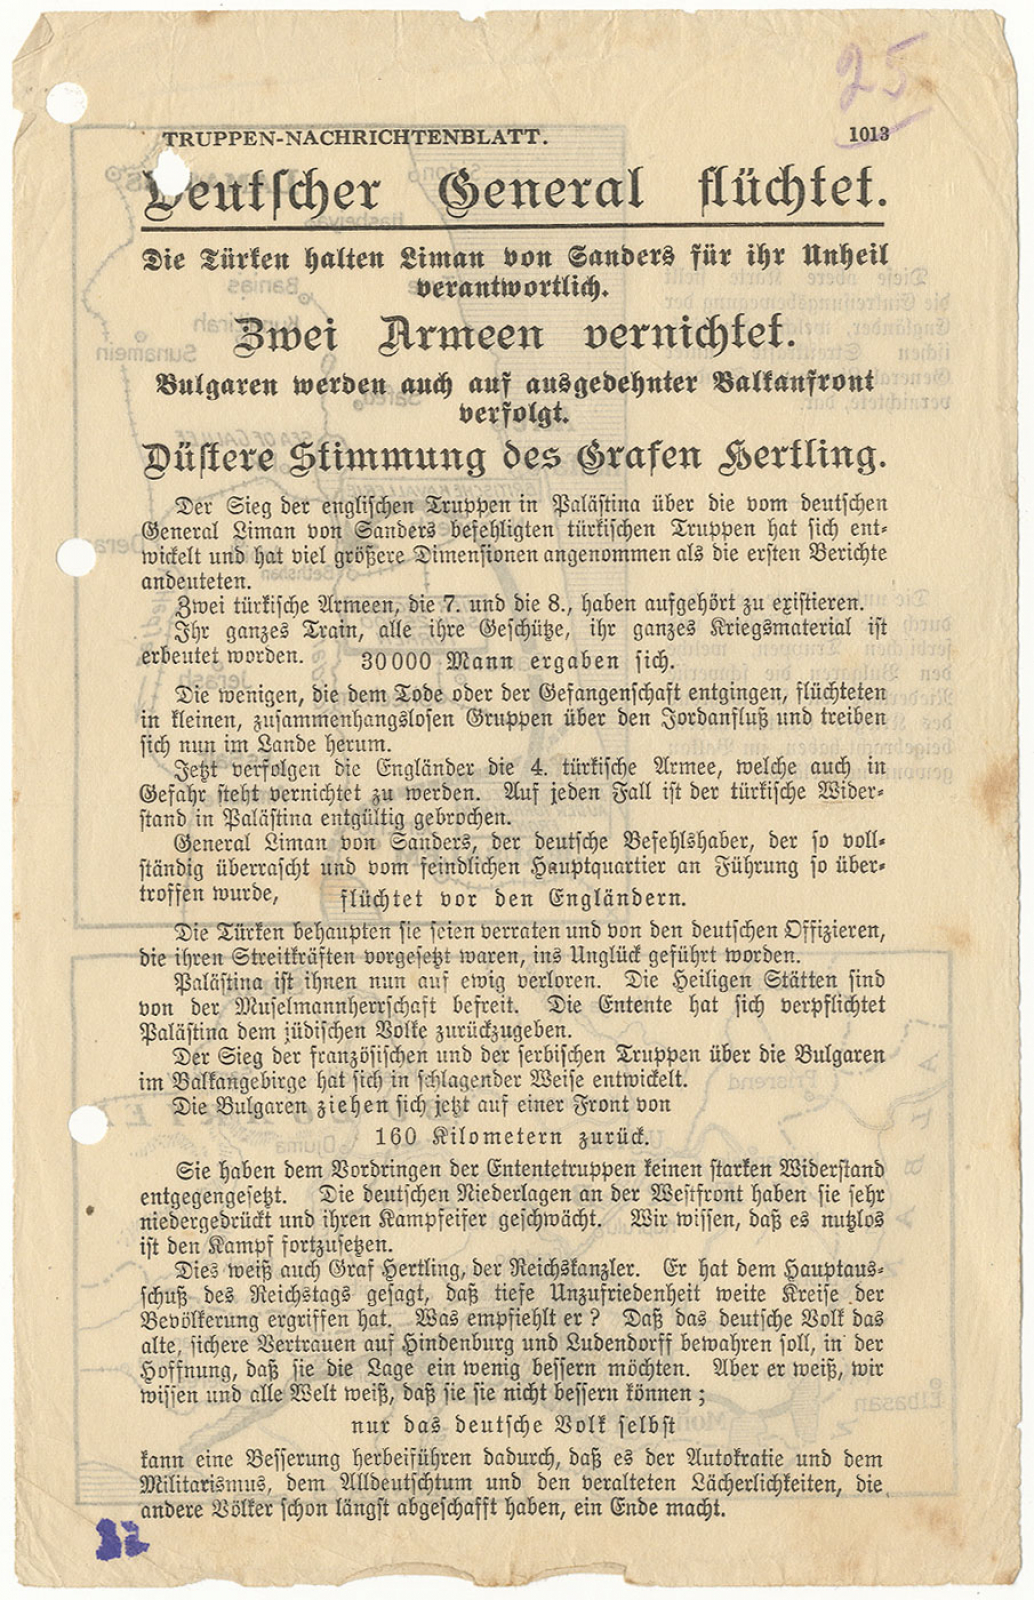 25
TRUPPEN-NACHRICHTENBLATT. 1013
Deutscher General flüchtet.
Die Türken halten Liman von Sanders für ihr Unheil
verantwortlich.
Zwei Armeen vernichtet.
Bulgaren werden auch auf ausgedehnter Balkanfront
verfolgt.
Düstere Stimmung des Grafen Hertling.
Der Sieg der englischen Truppen in Palästina über die vom deutschen
General Liman von Sanders befehligten türkischen Truppen hat sich ent-
wickelt und hat viel größere Dimensionen angenommen als die ersten Berichte
andeuteten.
Zwei türkische Armeen, die 7. und die 8., haben aufgehört zu existieren.
Ihr ganzes Train, alle ihre Geschütze, ihr ganzes Kriegsmaterial ist
erbeutet worden. 30000 Mann ergaben sich.
Die wenigen, die dem Tode oder der Gefangenschaft entgingen, flüchteten
in kleinen, zusammenhangslosen Gruppen über den Jordanfluß und treiben
sich nun im Lande herum.
Jetzt verfolgen die Engländer die 4. türkische Armee, welche auch in
Gefahr steht vernichtet zu werden. Auf jeden Fall ist der türkische Wider-
stand in Palästina entgültig gebrochen.
General Liman von Sanders, der deutsche Befehlshaber, der so voll-
ständig überrascht und vom feindlichen Hauptquartier an Führung so über-
troffen wurde, flüchtet vor den Engländern.
Die Türken behaupten sie seien verraten und von den deutschen Offizieren,
die ihren Streitkräften vorgesetzt waren, ins Unglück geführt worden.
Palästina ist ihnen nun auf ewig verloren. Die Heiligen Stätten sind
von der Muselmannherrschaft befreit. Die Entente hat sich verpflichtet
Palästina dem jüdischen Volke zurückzugeben.
Der Sieg der französischen und der serbischen Truppen über die Bulgaren
im Balkangebirge hat sich in schlagender Weise entwickelt.
Die Bulgaren ziehen sich jetzt auf einer Front von
160 Kilometern zurück.
Sie haben dem Vordringen der Ententetruppen keinen starken Widerstand
entgegengesetzt. Die deutschen Niederlagen an der Westfront haben sie sehr
niedergedrückt und ihren Kampfeifer geschwächt. Wir wissen, daß es nutzlos
ist den Kampf fortzusetzen.
Dies weiß auch Graf Hertling, der Reichskanzler. Er hat dem Hauptaus-
schuß des Reichstags gesagt, daß tiefe Unzufriedenheit weite Kreise der
Bevölkerung ergriffen hat. Was empfiehlt er? Daß das deutsche Volk das
alte, sichere Vertrauen auf Hindenburg und Ludendorff bewahren soll, in der
Hoffnung, daß sie die Lage ein wenig bessern möchten. Aber er weiß, wir
wissen und alle Welt weiß, daß sie sie nicht bessern können;
nur das deutsche Volk selbst
kann eine Besserung herbeiführen dadurch, daß es der Autokratie und dem
Militarismus, dem Alldeutschtum und den veralteten Lächerlichkeiten, die
andere Völker schon längst abgeschafft haben, ein Ende macht.